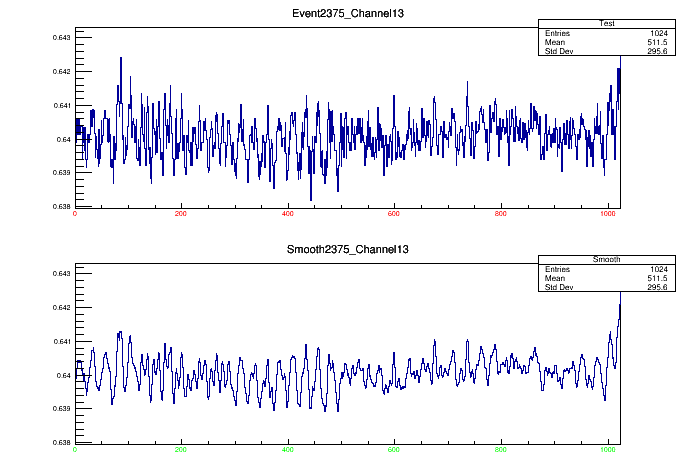 Event2375_Channel13
Test
Entries 1024
Mean 511.5
Std Dev 295.6
0.643
0.642
0.641
0.64
0.639
0.638
0 200 400 600 800 1000
Smooth2375_Channel13
Smooth
Entries 1024
Mean 511.5
Std Dev 295.6
0.643
0.642
0.641
0.64
0.639
0.638
0 200 400 600 800 1000